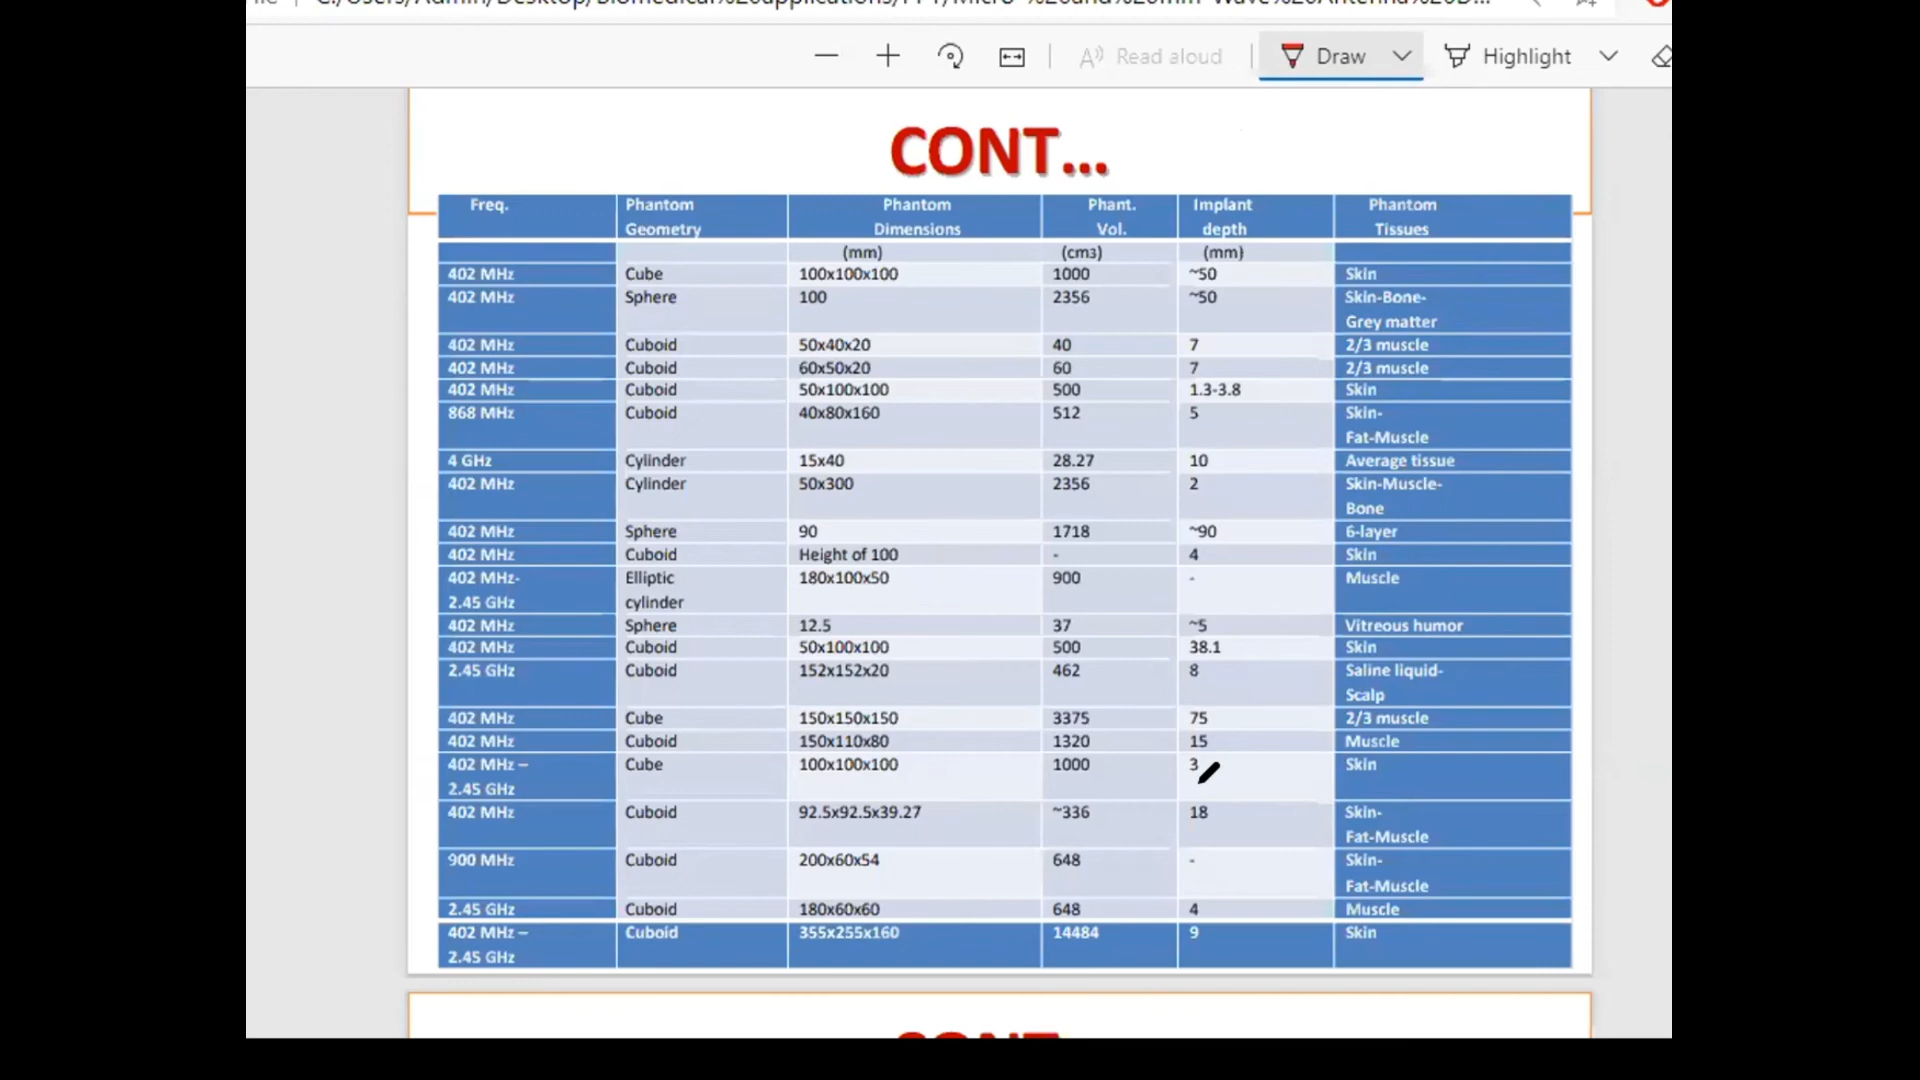 Read aloud
Draw
Highlight
CONT...
Freq. Phantom Geometry Phantom Dimensions Phant. Vol. Implant depth Phantom Tissues
(mm) (cm3) (mm)
402 MHz Cube 100x100x100 1000 ~50 Skin
402 MHz Sphere 100 2356 ~50 Skin-Bone-
Grey matter
402 MHz Cuboid 50x40x20 40 7 2/3 muscle
402 MHz Cuboid 60x50x20 60 7 2/3 muscle
402 MHz Cuboid 50x100x100 500 1.3-3.8 Skin
868 MHz Cuboid 40x80x160 512 5 Skin-
Fat-Muscle
4 GHz Cylinder 15x40 28.27 10 Average tissue
402 MHz Cylinder 50x300 2356 2 Skin-Muscle-
Bone
402 MHz Sphere 90 1718 ~90 6-layer
402 MHz Cuboid Height of 100 - 4 Skin
402 MHz- Elliptic 180x100x50 900 - Muscle
2.45 GHz cylinder
402 MHz Sphere 12.5 37 ~5 Vitreous humor
402 MHz Cuboid 50x100x100 500 38.1 Skin
2.45 GHz Cuboid 152x152x20 462 8 Saline liquid-
Scalp
402 MHz Cube 150x150x150 3375 75 2/3 muscle
402 MHz Cuboid 150x110x80 1320 15 Muscle
402 MHz – Cube 100x100x100 1000 3 Skin
2.45 GHz
402 MHz Cuboid 92.5x92.5x39.27 ~336 18 Skin-
Fat-Muscle
900 MHz Cuboid 200x60x54 648 - Skin-
Fat-Muscle
2.45 GHz Cuboid 180x60x60 648 4 Muscle
402 MHz – Cuboid 355x255x160 14484 9 Skin
2.45 GHz